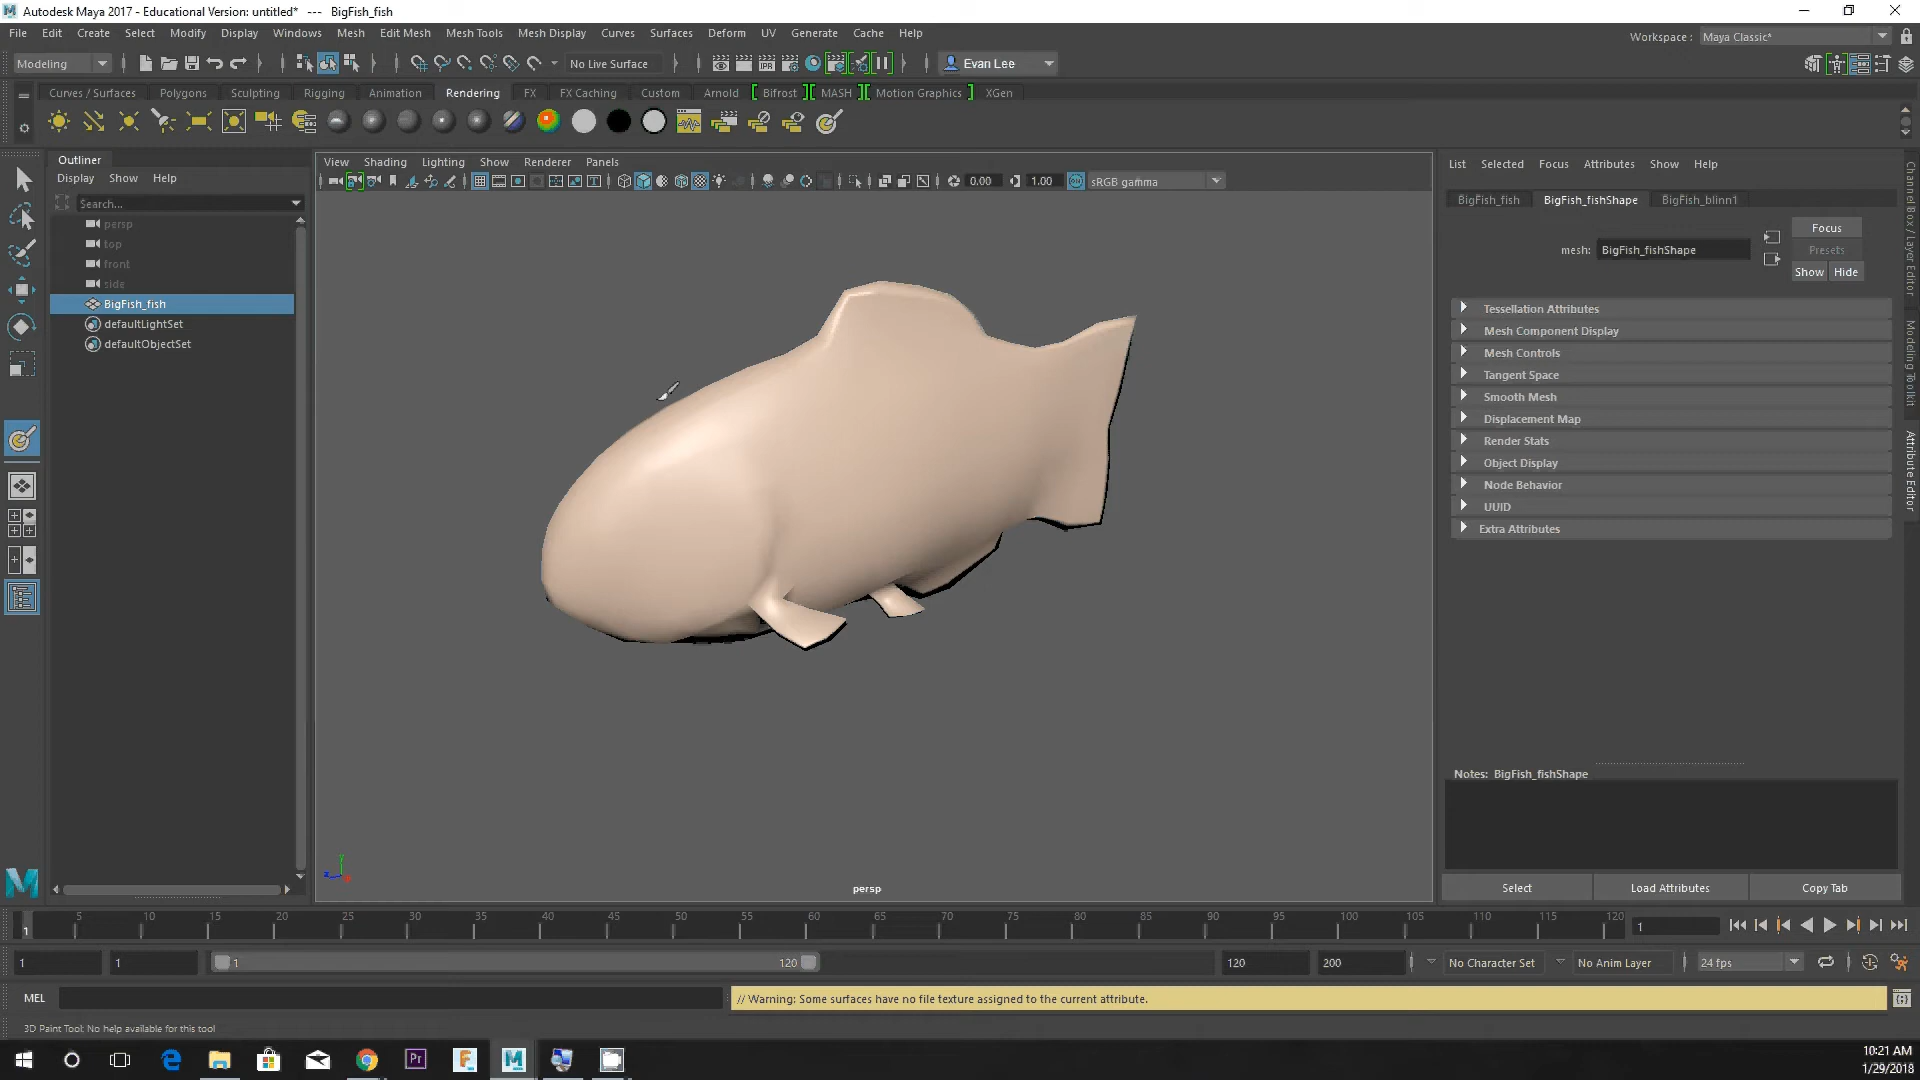 Autodesk Maya 2017 - Educational Version: untitled*   ---   BigFish_fish
File Edit Create Select Modify Display Windows Mesh Edit Mesh Mesh Tools Mesh Display Curves Surfaces Deform UV Generate Cache Help
Workspace : Maya Classic*
Modeling No Live Surface Evan Lee
Curves / Surfaces Polygons Sculpting Rigging Animation Rendering FX FX Caching Custom Arnold Bifrost MASH Motion Graphics XGen
IPR
Outliner
Display Show Help
Search...
persp
top
front
side
BigFish_fish
defaultLightSet
defaultObjectSet
View Shading Lighting Show Renderer Panels
0.00 1.00 sRGB gamma
persp
List Selected Focus Attributes Show Help
BigFish_fish BigFish_fishShape BigFish_blinn1
Focus
mesh: BigFish_fishShape
Presets
Show Hide
Tessellation Attributes
Mesh Component Display
Mesh Controls
Tangent Space
Smooth Mesh
Displacement Map
Render Stats
Object Display
Node Behavior
UUID
Extra Attributes
Notes: BigFish_fishShape
Select Load Attributes Copy Tab
Channel Box / Layer Editor
Modeling Toolkit
Attribute Editor
5 10 15 20 25 30 35 40 45 50 55 60 65 70 75 80 85 90 95 100 105 110 115 120
1 1
1 1 1 120 120 200 No Character Set No Anim Layer 24 fps
MEL // Warning: Some surfaces have no file texture assigned to the current attribute.
3D Paint Tool: No help available for this tool
10:21 AM
1/29/2018